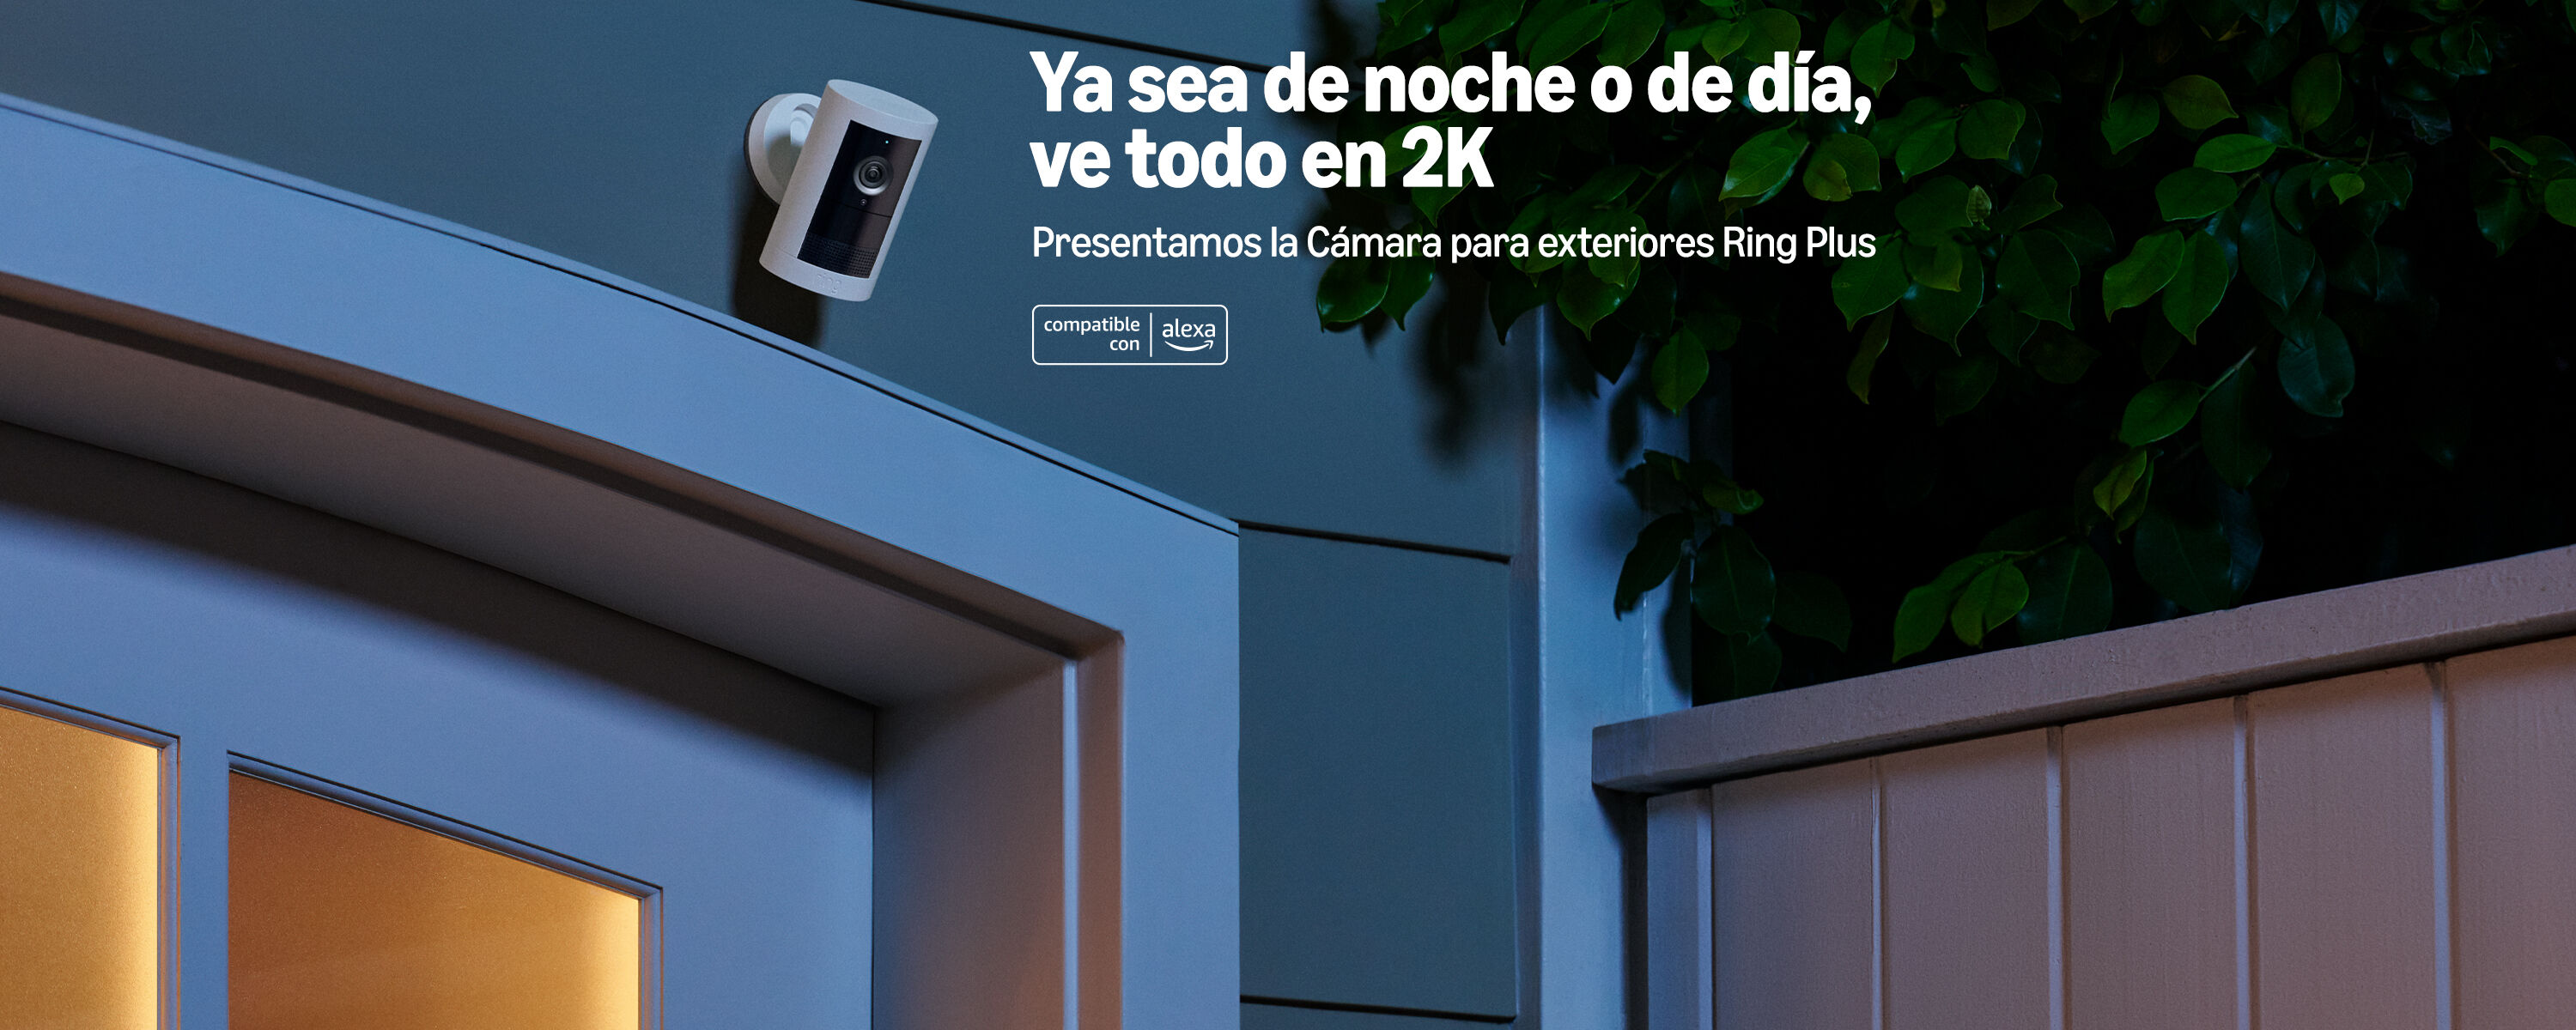 Ya sea de noche o de día,
ve todo en 2K
Presentamos la Cámara para exteriores Ring Plus
compatible
con
alexa